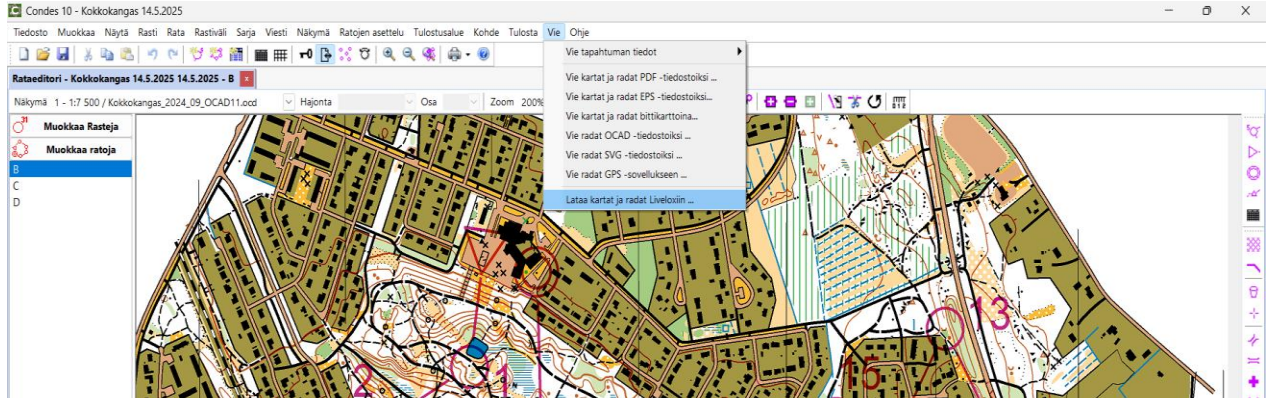 Condes 10 - Kokkokangas 14.5.2025
Tiedosto Muokkaa Näytä Rasti Rata Rastiväli Sarja Viesti Näkymä Ratojen asettelu Tulostusalue Kohde Tulosta Vie Ohje
Vie tapahtuman tiedot
Vie kartat ja radat PDF -tiedostoiksi ...
Vie kartat ja radat EPS -tiedostoiksi...
Vie kartat ja radat bittikarttoina...
Vie radat OCAD -tiedostoiksi ...
Vie radat SVG -tiedostoiksi ...
Vie radat GPS -sovellukseen ...
Lataa kartat ja radat Liveloxiin ...
Rataeditori - Kokkokangas 14.5.2025 14.5.2025 - B
Näkymä 1 - 1:7 500 / Kokkokangas_2024_09_OCAD11.ocd Hajonta Osa Zoom 200%
31 Muokkaa Rasteja
Muokkaa ratoja
B
C
D
13
15
2
1